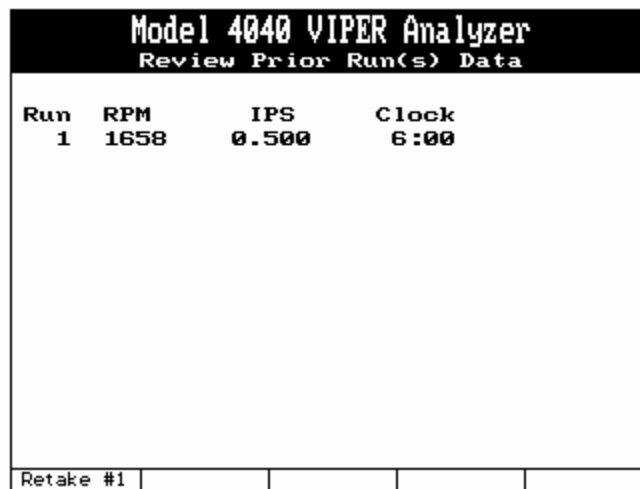 Model 4040 VIPER Analyzer
Review Prior Run(s) Data
Run RPM IPS Clock
1 1658 0.500 6:00
Retake #1